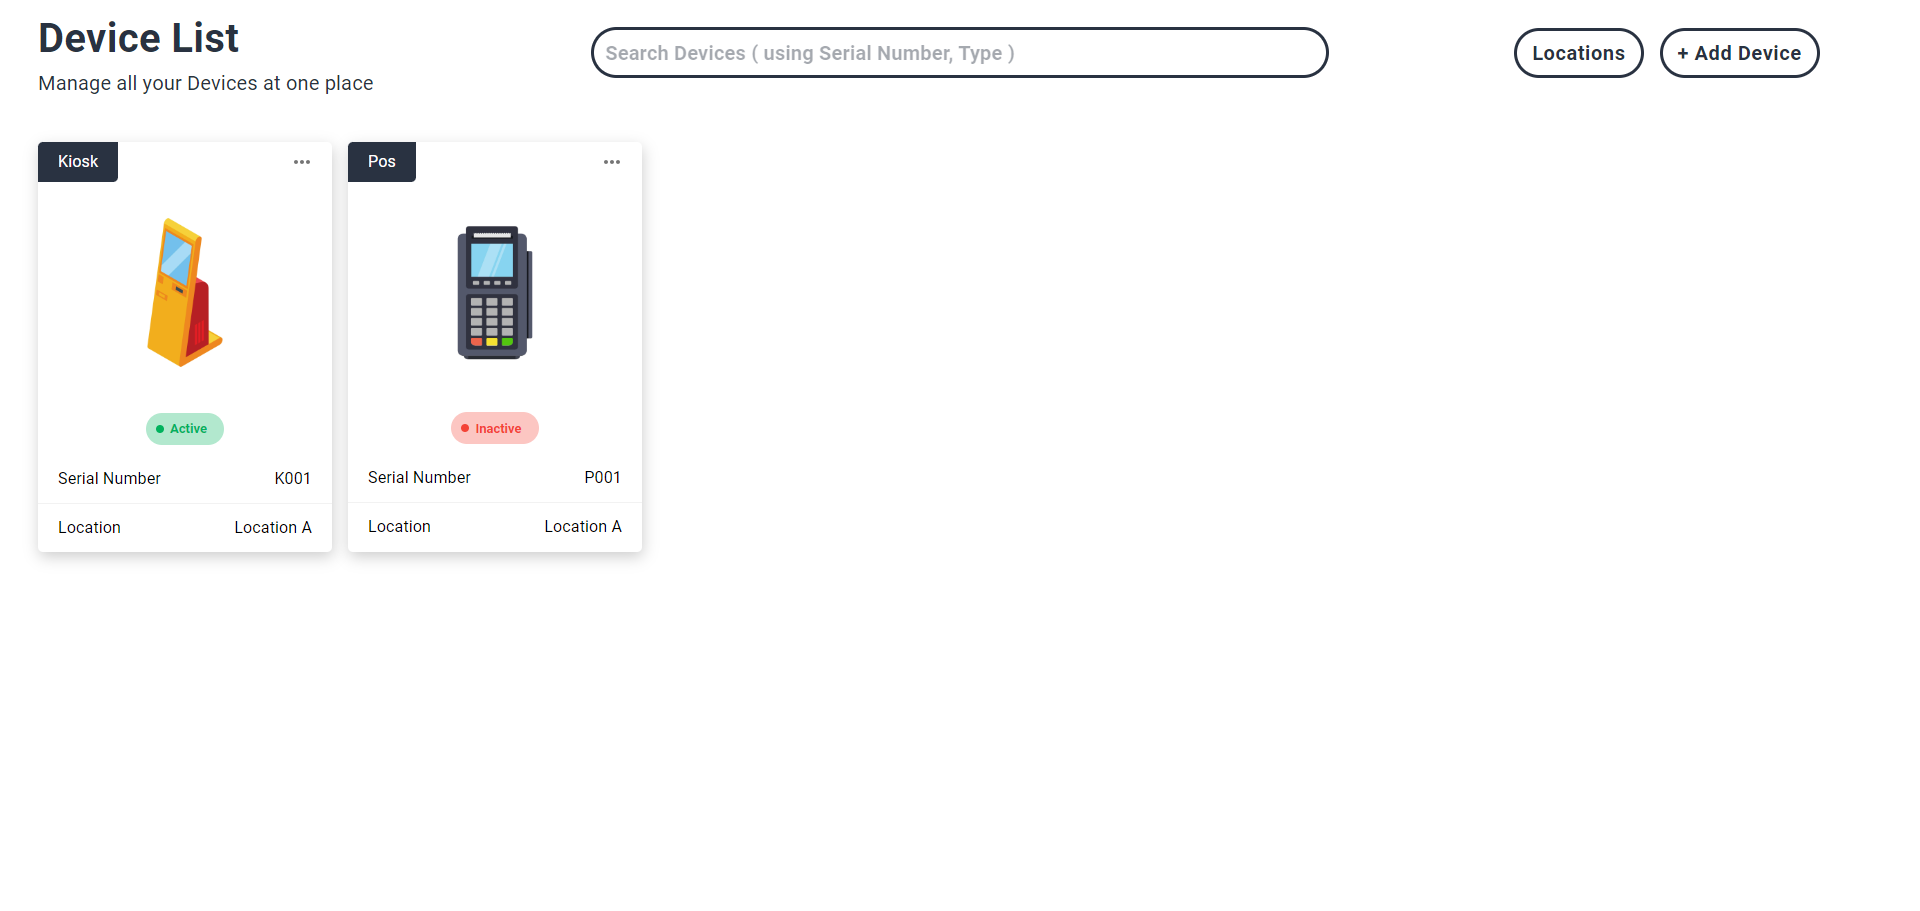 Device List
Manage all your Devices at one place
Search Devices ( using Serial Number, Type )
Locations
+ Add Device
Kiosk
Active
Serial Number K001
Location Location A
Pos
Inactive
Serial Number P001
Location Location A